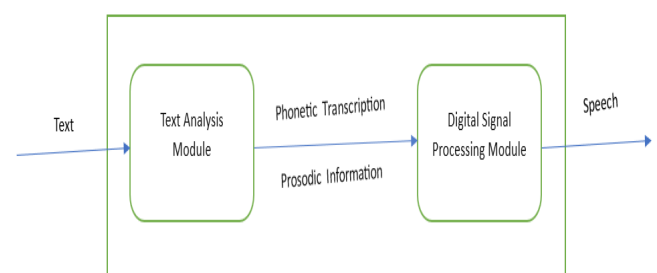 Text
Text Analysis
Module
Phonetic Transcription
Prosodic Information
Digital Signal
Processing Module
Speech